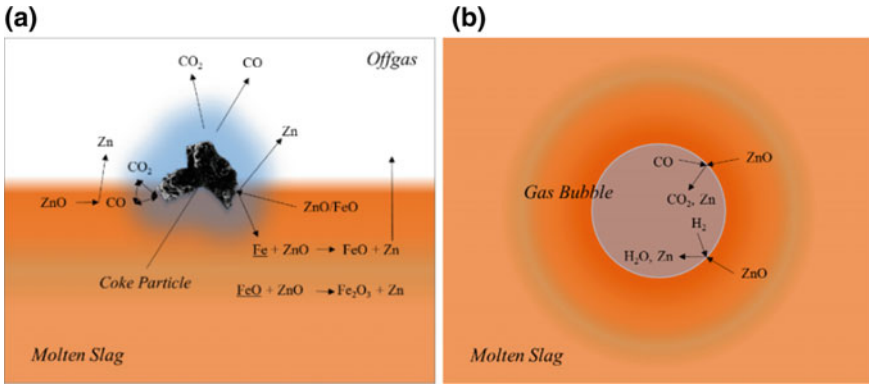 (a)
CO₂
CO
Offgas
Zn
Zn
CO₂
ZnO
CO
ZnO/FeO
Fe + ZnO → FeO + Zn
Coke Particle
FeO + ZnO → Fe₂O₃ + Zn
Molten Slag
(b)
CO
ZnO
Gas Bubble
CO₂, Zn
H₂
H₂O, Zn
ZnO
Molten Slag